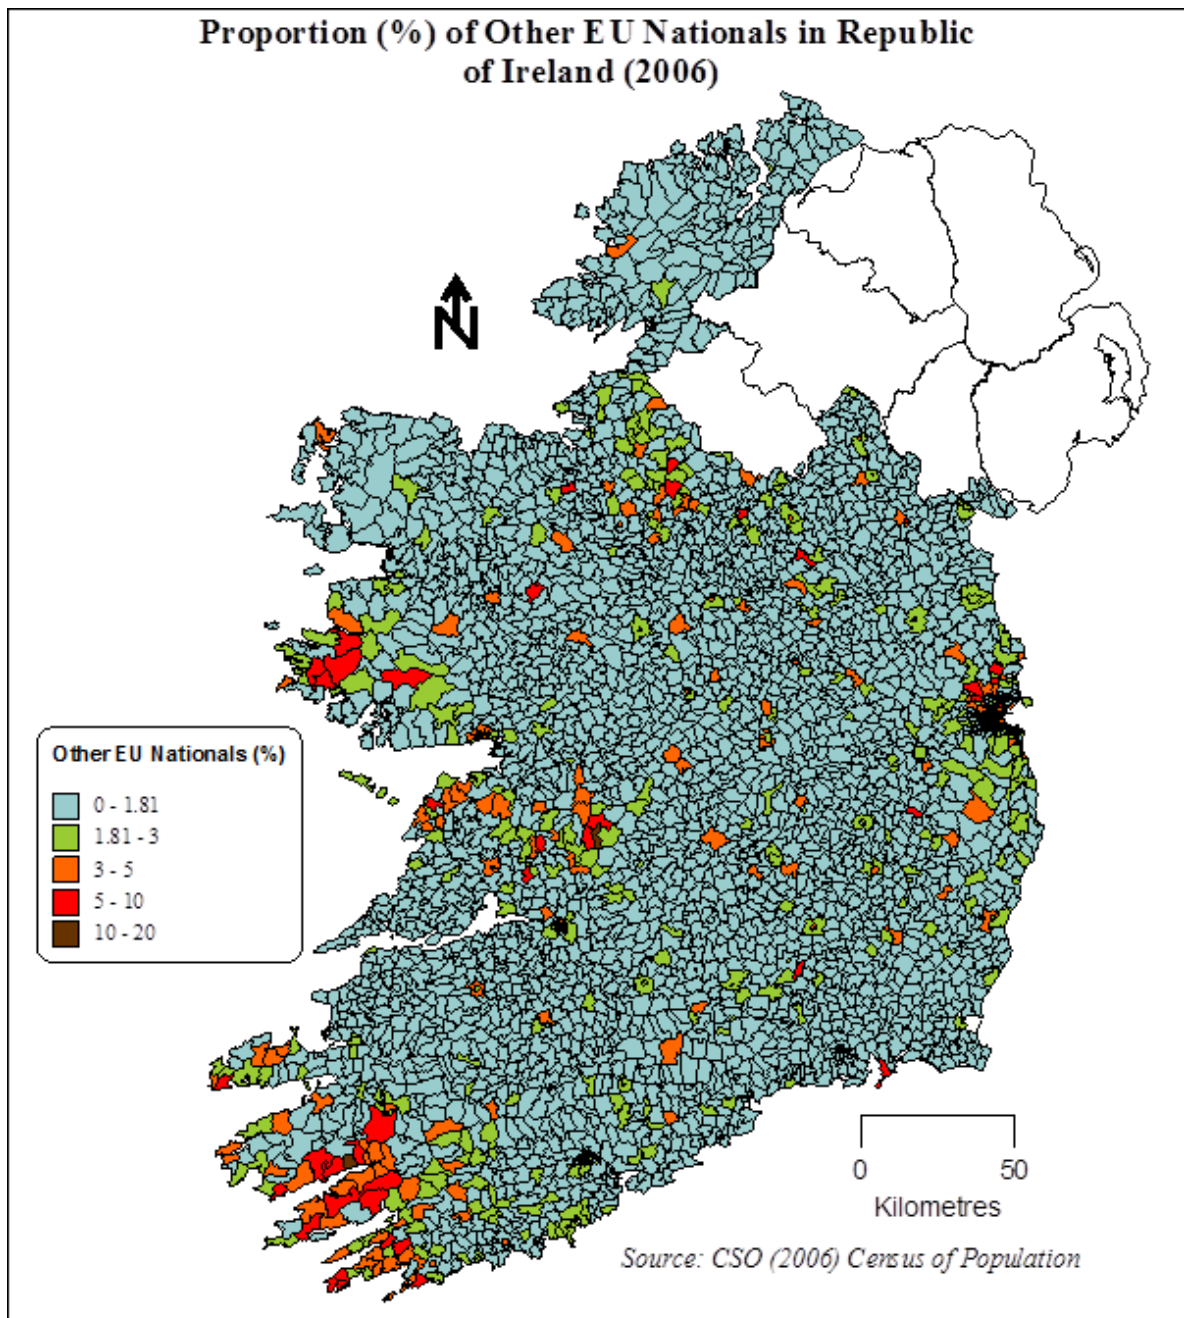 Proportion (%) of Other EU Nationals in Republic
of Ireland (2006)
N
Other EU Nationals (%)
0 - 1.81
1.81 - 3
3 - 5
5 - 10
10 - 20
0 50
Kilometres
Source: CSO (2006) Census of Population